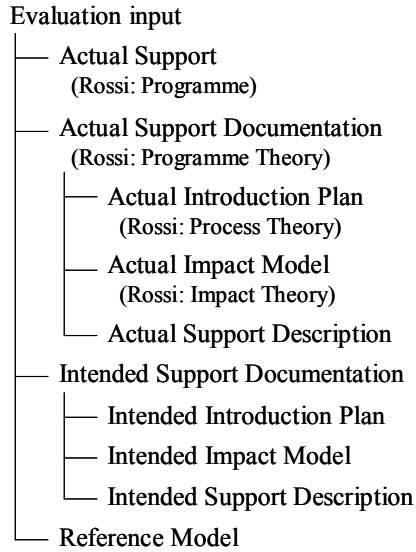 Evaluation input
Actual Support
(Rossi: Programme)
Actual Support Documentation
(Rossi: Programme Theory)
Actual Introduction Plan
(Rossi: Process Theory)
Actual Impact Model
(Rossi: Impact Theory)
Actual Support Description
Intended Support Documentation
Intended Introduction Plan
Intended Impact Model
Intended Support Description
Reference Model